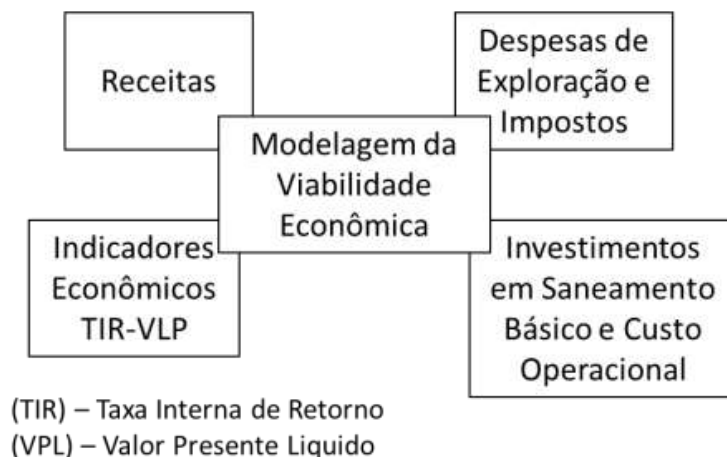 Receitas
Despesas de
Exploração e
Impostos
Modelagem da
Viabilidade
Econômica
Indicadores
Econômicos
TIR-VLP
Investimentos
em Saneamento
Básico e Custo
Operacional
(TIR) – Taxa Interna de Retorno
(VPL) – Valor Presente Liquido